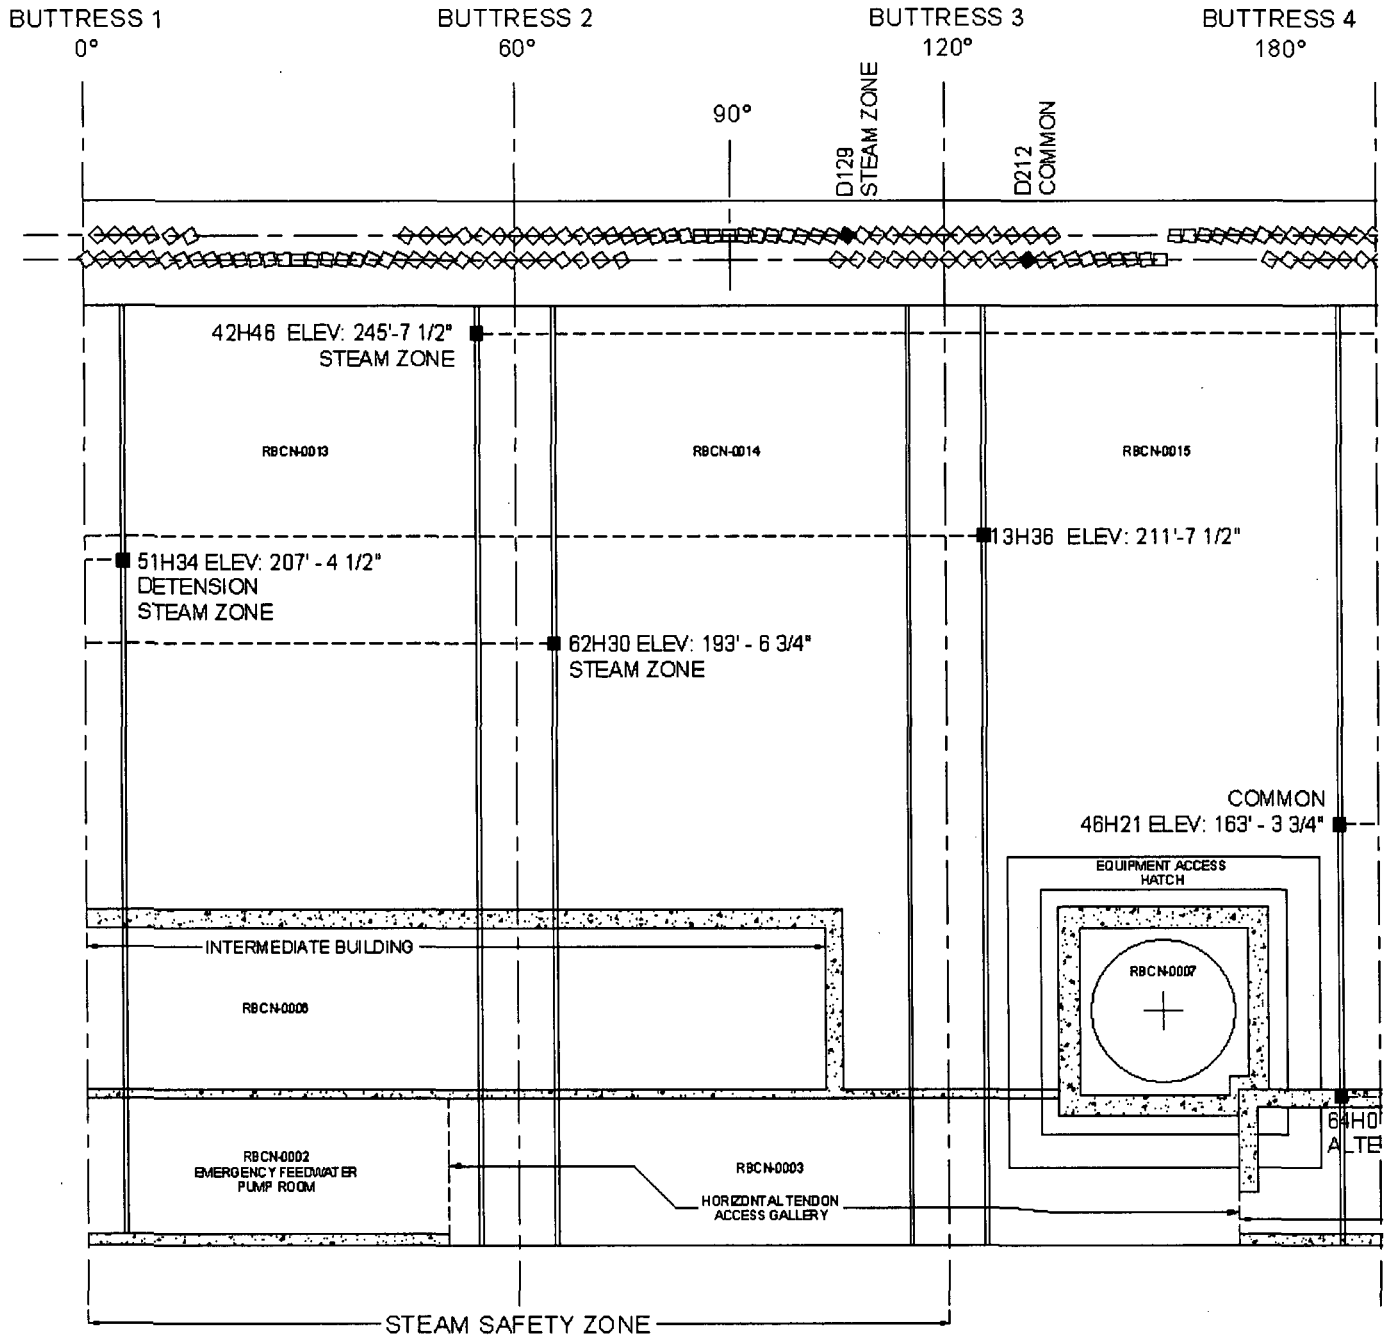 BUTTRESS 1
0°
BUTTRESS 2
60°
BUTTRESS 3
120°
BUTTRESS 4
180°
90°
D129
STEAM ZONE
D212
COMMON
42H46 ELEV: 245'-7 1/2"
STEAM ZONE
RBCN-0013
RBCN-0014
RBCN-0015
13H36 ELEV: 211'-7 1/2"
51H34 ELEV: 207' - 4 1/2"
DETENSION
STEAM ZONE
62H30 ELEV: 193' - 6 3/4"
STEAM ZONE
COMMON
46H21 ELEV: 163' - 3 3/4"
EQUIPMENT ACCESS
HATCH
INTERMEDIATE BUILDING
RBCN-0007
RBCN-0006
64H0
ALTE
RBCN-0002
EMERGENCY FEEDWATER
PUMP ROOM
RBCN-0003
HORIZONTAL TENDON
ACCESS GALLERY
STEAM SAFETY ZONE